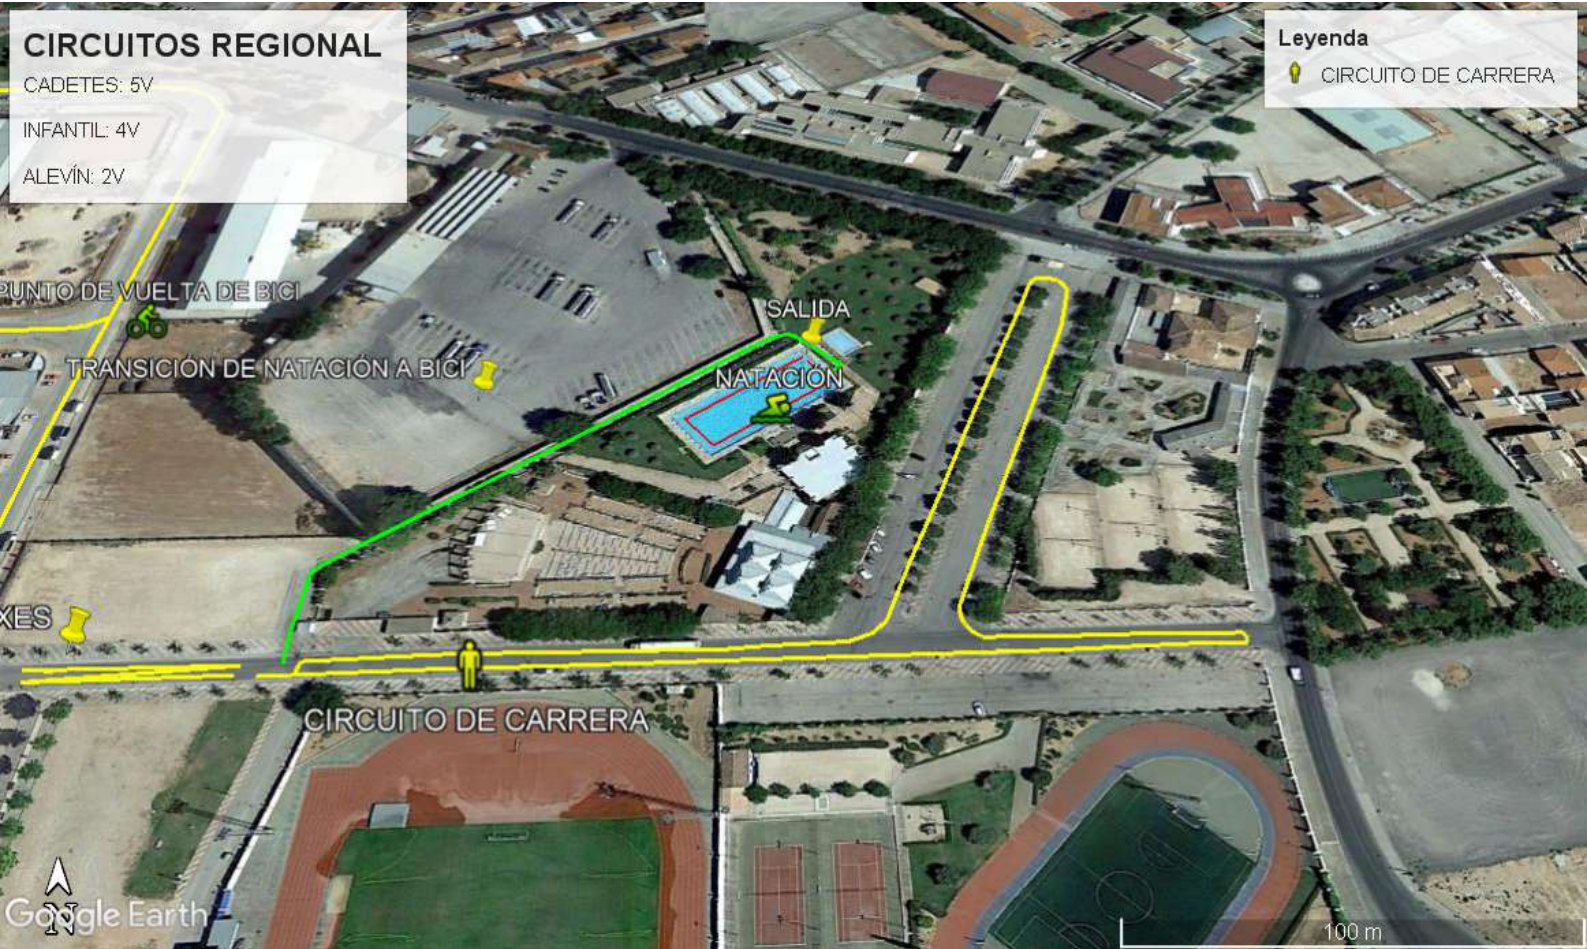 CIRCUITOS REGIONAL
CADETES: 5V
INFANTIL: 4V
ALEVÍN: 2V
Leyenda
CIRCUITO DE CARRERA
PUNTO DE VUELTA DE BICI
SALIDA
TRANSICIÓN DE NATACIÓN A BICI
NATACIÓN
XES
CIRCUITO DE CARRERA
N
Google Earth
100 m